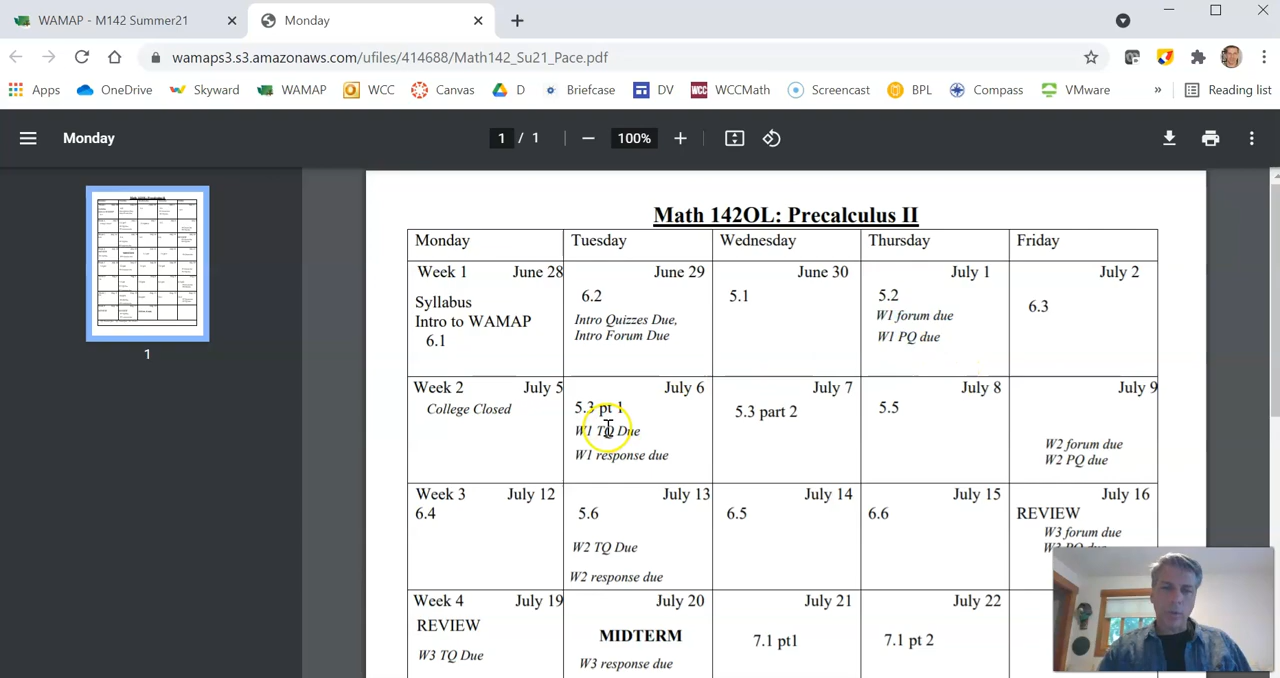 WAMAP - M142 Summer21
Monday
wamaps3.s3.amazonaws.com/ufiles/414688/Math142_Su21_Pace.pdf
Apps OneDrive Skyward WAMAP WCC Canvas D Briefcase DV WCCMath Screencast BPL Compass VMware » Reading list
Monday
1 / 1
100%
1
Math 142OL: Precalculus II
Monday Tuesday Wednesday Thursday Friday
Week 1 June 28 June 29 June 30 July 1 July 2
Syllabus
Intro to WAMAP
6.1
6.2
Intro Quizzes Due,
Intro Forum Due
5.1
5.2
W1 forum due
W1 PQ due
6.3
Week 2 July 5 July 6 July 7 July 8 July 9
College Closed
5.3 pt 1
W1 TQ Due
W1 response due
5.3 part 2
5.5
W2 forum due
W2 PQ due
Week 3 July 12 July 13 July 14 July 15 July 16
6.4
5.6
W2 TQ Due
W2 response due
6.5
6.6
REVIEW
W3 forum due
Week 4 July 19 July 20 July 21 July 22
REVIEW
W3 TQ Due
MIDTERM
W3 response due
7.1 pt1
7.1 pt 2